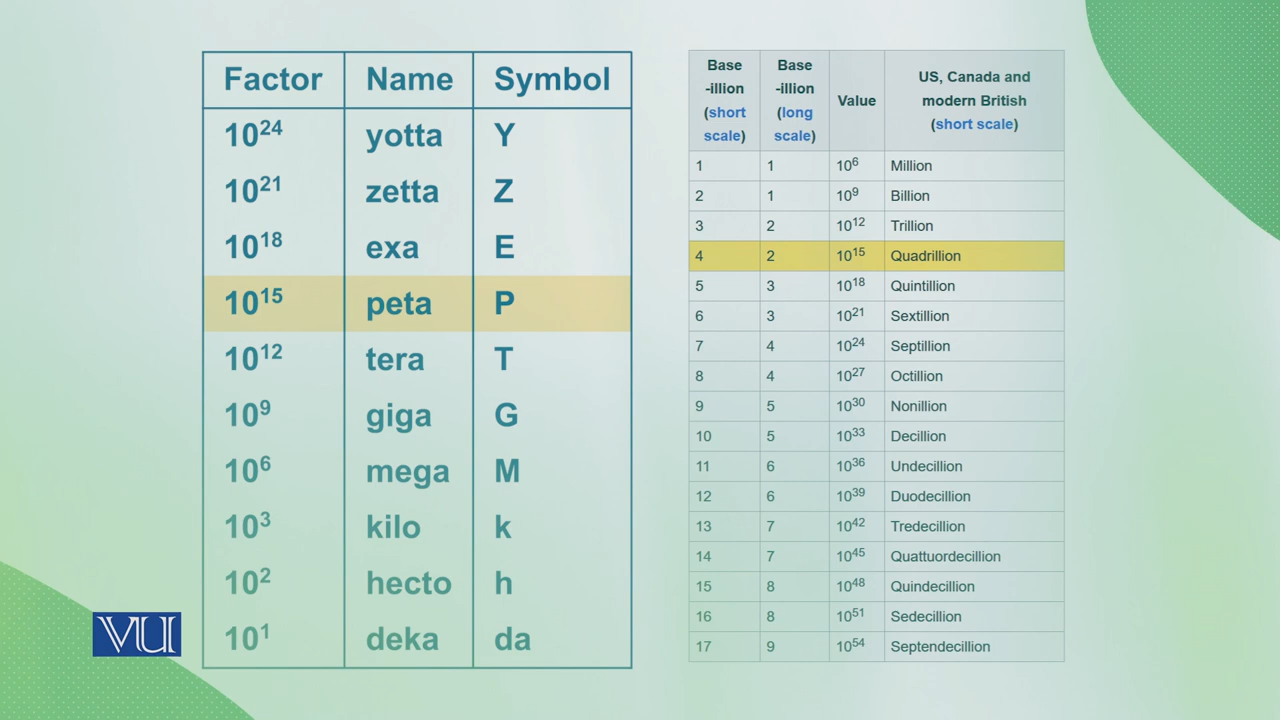 Factor Name Symbol
10²⁴ yotta Y
10²¹ zetta Z
10¹⁸ exa E
10¹⁵ peta P
10¹² tera T
10⁹ giga G
10⁶ mega M
10³ kilo k
10² hecto h
10¹ deka da
Base -illion (short scale) Base -illion (long scale) Value US, Canada and modern British (short scale)
1 1 10⁶ Million
2 1 10⁹ Billion
3 2 10¹² Trillion
4 2 10¹⁵ Quadrillion
5 3 10¹⁸ Quintillion
6 3 10²¹ Sextillion
7 4 10²⁴ Septillion
8 4 10²⁷ Octillion
9 5 10³⁰ Nonillion
10 5 10³³ Decillion
11 6 10³⁶ Undecillion
12 6 10³⁹ Duodecillion
13 7 10⁴² Tredecillion
14 7 10⁴⁵ Quattuordecillion
15 8 10⁴⁸ Quindecillion
16 8 10⁵¹ Sedecillion
17 9 10⁵⁴ Septendecillion
VU